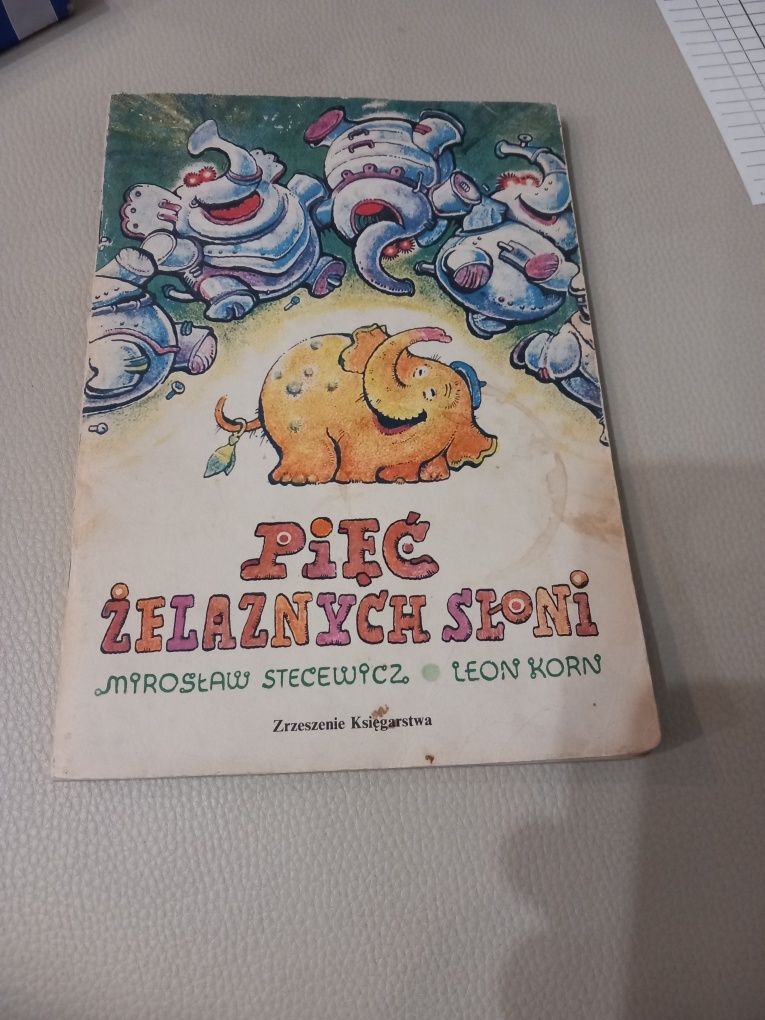 PIĘĆ
ŻELAZNYCH SŁONI
MIROSŁAW STECEWICZ • LEON KORN
Zrzeszenie Księgarstwa